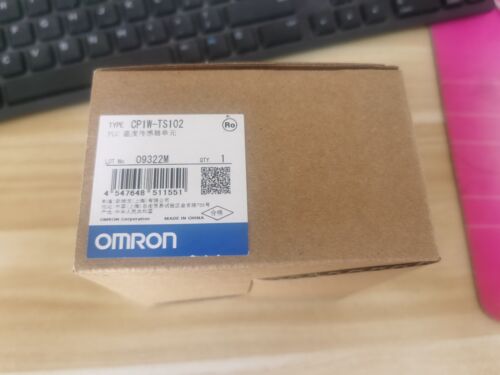 TYPE CP1W-TS102
PLC 温度传感器单元
Ro
LOT No. 09322M QTY. 1
4 547648 511551
OMRON Corporation MADE IN CHINA
合格
OMRON